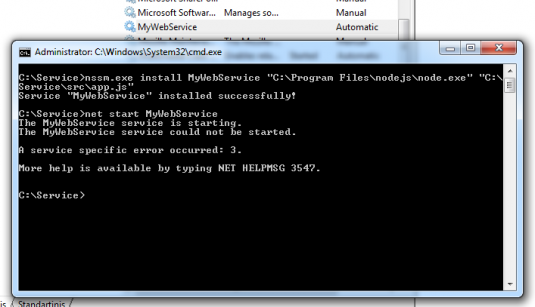 Manual
Microsoft Softwar... Manages so... Manual
MyWebService Automatic
Administrator: C:\Windows\System32\cmd.exe
C:\Service>nssm.exe install MyWebService "C:\Program Files\nodejs\node.exe" "C:\
Service\src\app.js"
Service "MyWebService" installed successfully!
C:\Service>net start MyWebService
The MyWebService service is starting.
The MyWebService service could not be started.
A service specific error occurred: 3.
More help is available by typing NET HELPMSG 3547.
C:\Service>
Standartinis